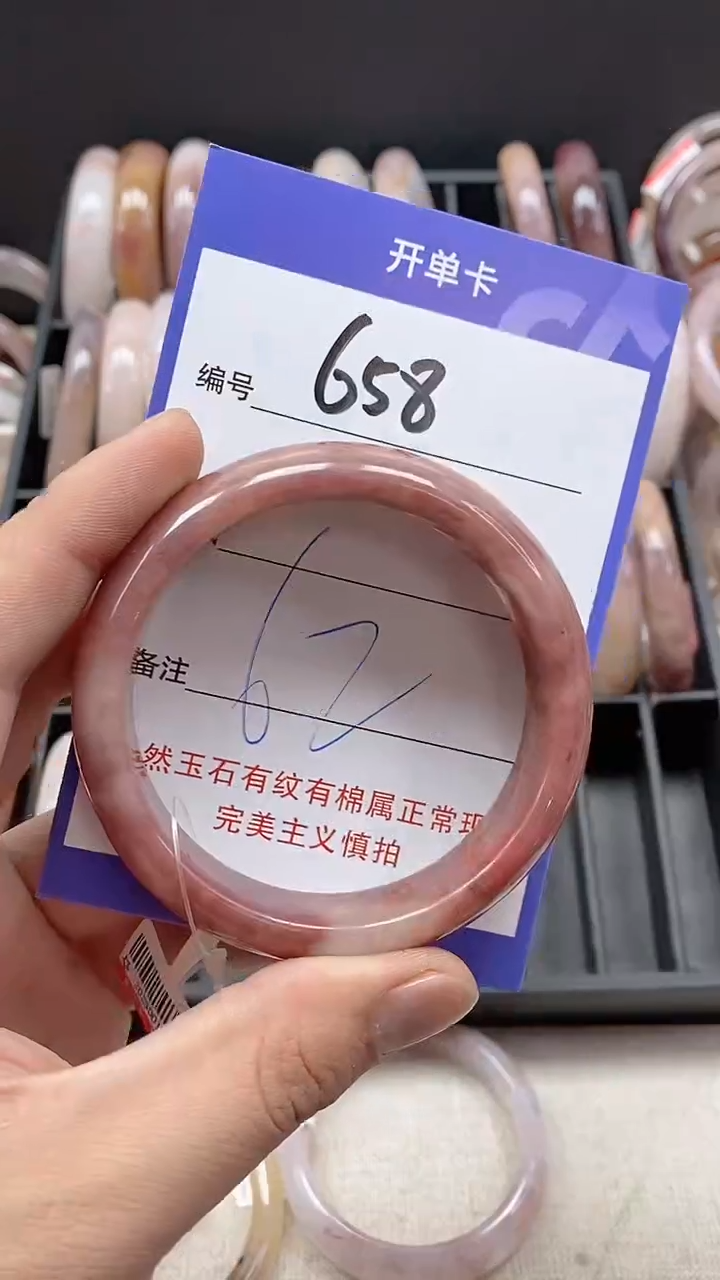 开单卡
编号 658
备注 62
然玉石有纹有棉属正常现
完美主义慎拍